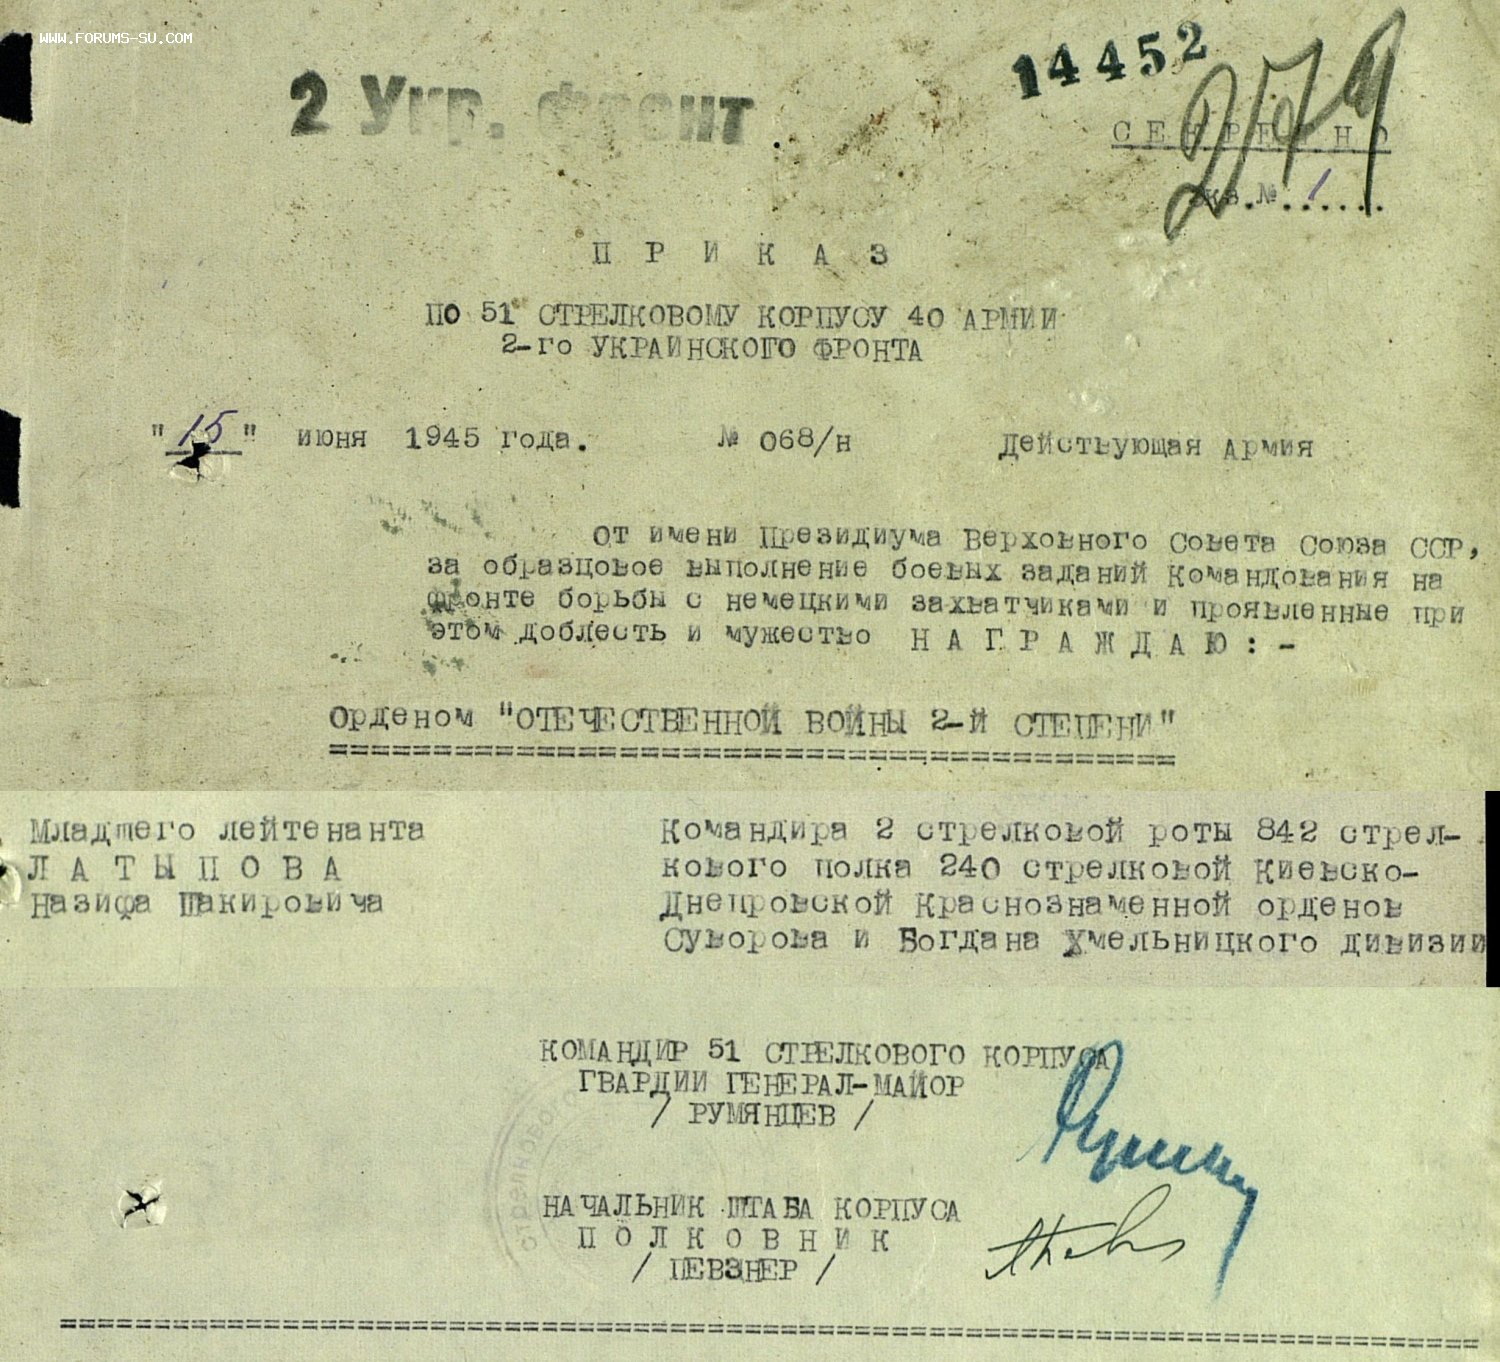 WWW.FORUMS-SU.COM
14452
2 Укр. фронт
СЕКРЕТНО
экз.№ 1
ПРИКАЗ
ПО 51 СТРЕЛКОВОМУ КОРПУСУ 40 АРМИИ
2-го УКРАИНСКОГО ФРОНТА
"15" июня 1945 года. № 068/н Действующая Армия
От имени Президиума Верховного Совета Союза ССР,
за образцовое выполнение боевых заданий Командования на
фронте борьбы с немецкими захватчиками и проявленные при
этом доблесть и мужество НАГРАЖДАЮ:-
Орденом "ОТЕЧЕСТВЕННОЙ ВОЙНЫ 2-й СТЕПЕНИ"
Младшего лейтенанта
ЛАТЫПОВА
Назифа Шакировича
Командира 2 стрелковой роты 842 стрел-
кового полка 240 стрелковой Киевско-
Днепровской Краснознаменной орденов
Суворова и Богдана Хмельницкого дивизии
КОМАНДИР 51 СТРЕЛКОВОГО КОРПУСА
ГВАРДИИ ГЕНЕРАЛ-МАЙОР
/ РУМЯНЦЕВ /
НАЧАЛЬНИК ШТАБА КОРПУСА
ПОЛКОВНИК
/ ПЕВЗНЕР /